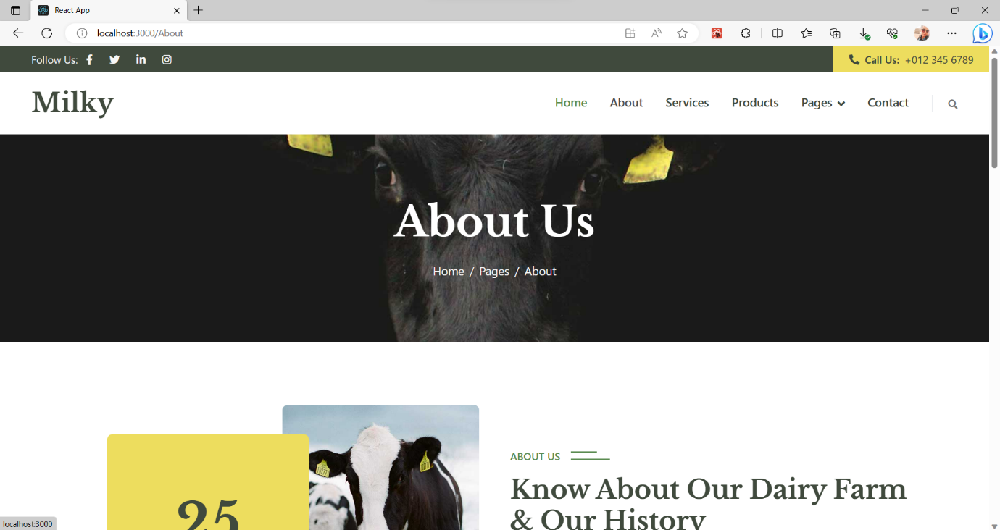 React App
localhost:3000/About
Follow Us:
Call Us: +012 345 6789
Milky
Home About Services Products Pages Contact
About Us
Home / Pages / About
ABOUT US
Know About Our Dairy Farm
& Our History
25
localhost:3000